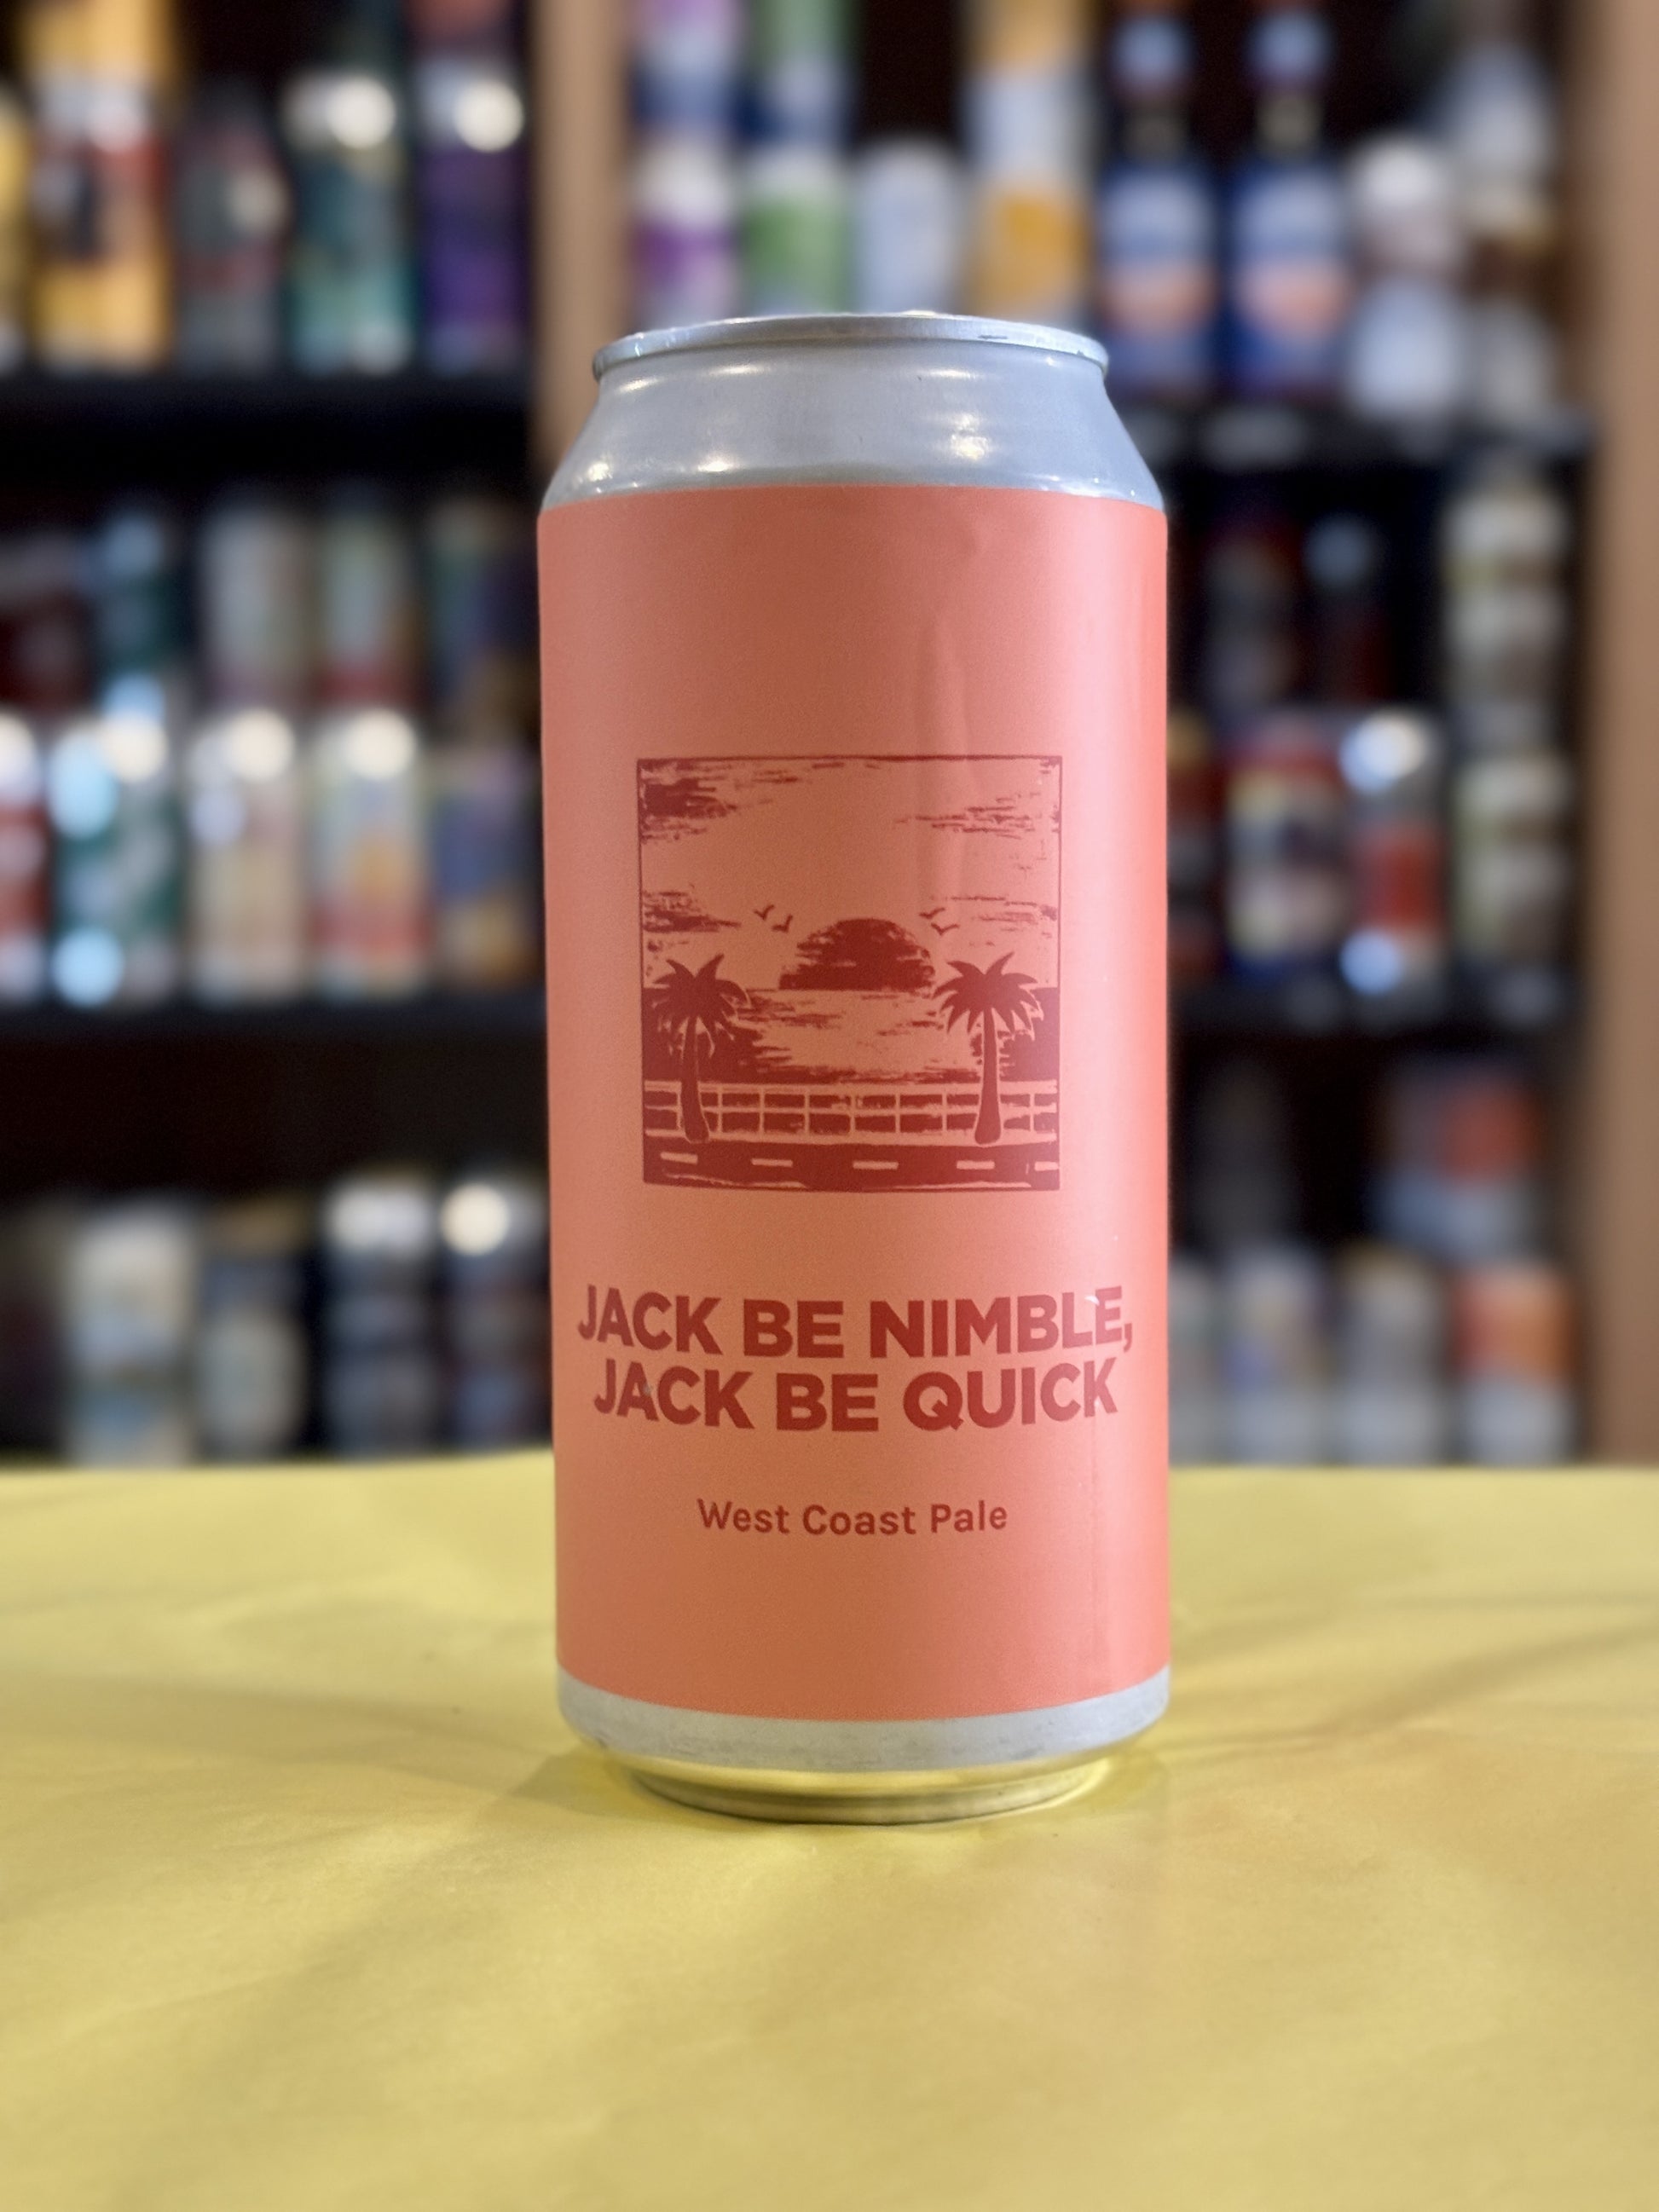 JACK BE NIMBLE,
JACK BE QUICK
West Coast Pale